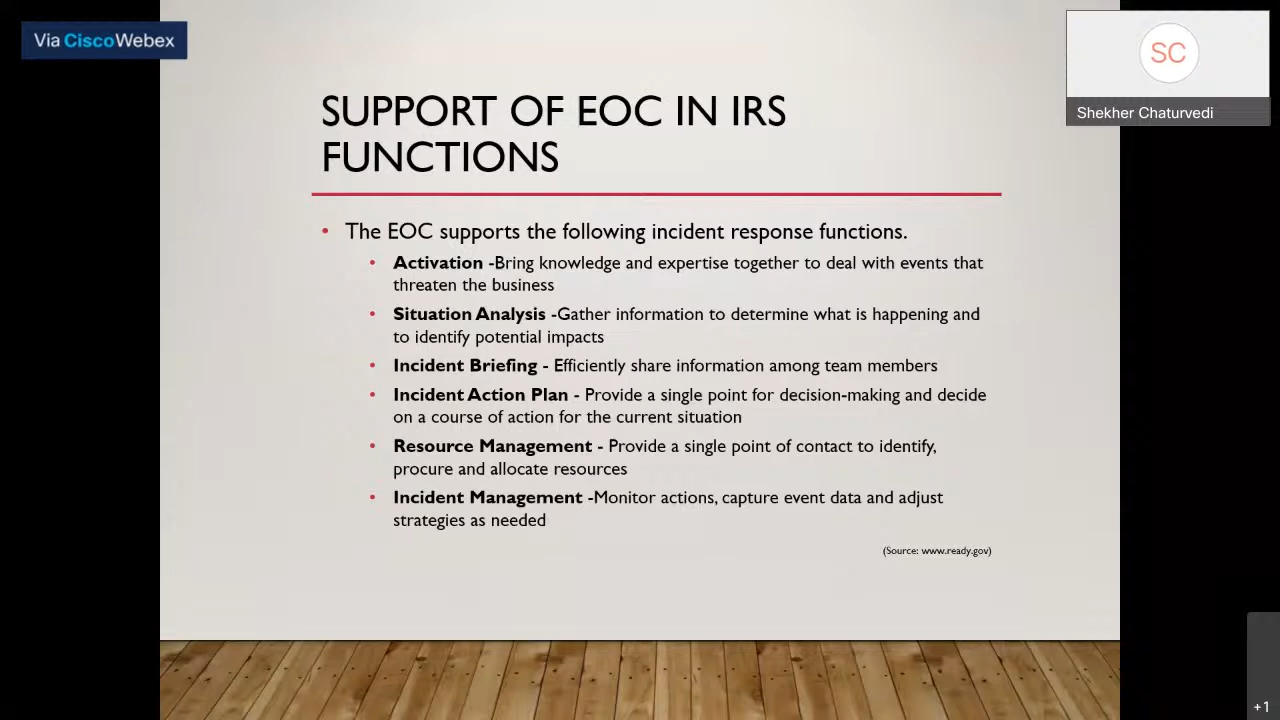 Via CiscoWebex
SC
Shekher Chaturvedi
SUPPORT OF EOC IN IRS
FUNCTIONS
• The EOC supports the following incident response functions.
• Activation -Bring knowledge and expertise together to deal with events that
threaten the business
• Situation Analysis -Gather information to determine what is happening and
to identify potential impacts
• Incident Briefing - Efficiently share information among team members
• Incident Action Plan - Provide a single point for decision-making and decide
on a course of action for the current situation
• Resource Management - Provide a single point of contact to identify,
procure and allocate resources
• Incident Management -Monitor actions, capture event data and adjust
strategies as needed
(Source: www.ready.gov)
+1